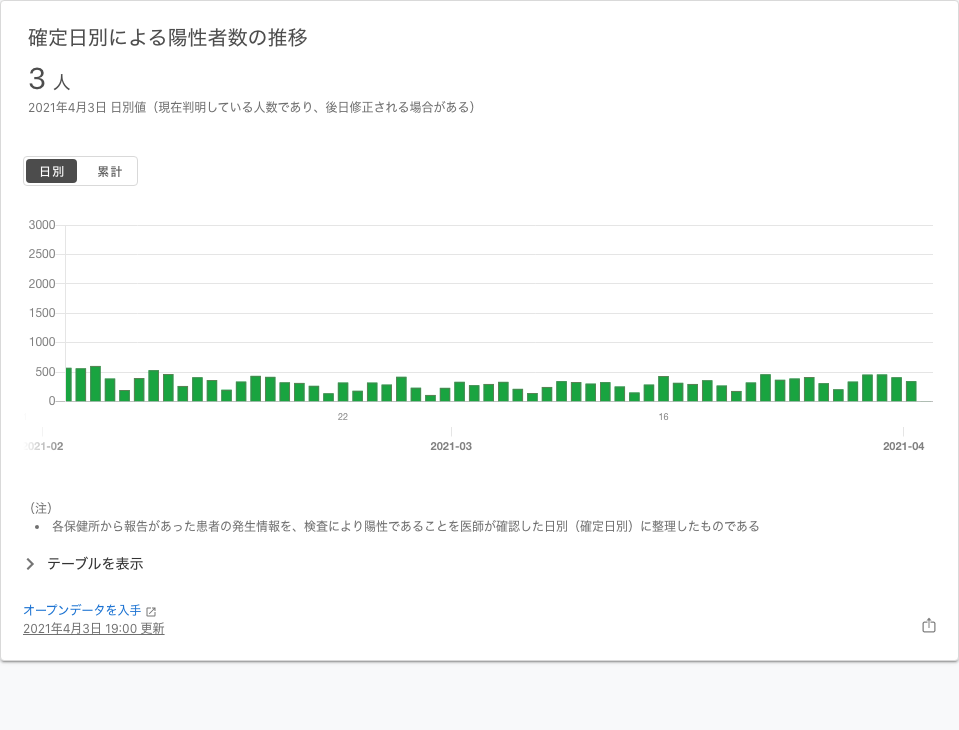 確定日別による陽性者数の推移
3 人
2021年4月3日 日別値（現在判明している人数であり、後日修正される場合がある）
日別 累計
3000
2500
2000
1500
1000
500
0
22 16
021-02 2021-03 2021-04
（注）
• 各保健所から報告があった患者の発生情報を、検査により陽性であることを医師が確認した日別（確定日別）に整理したものである
テーブルを表示
オープンデータを入手
2021年4月3日 19:00 更新